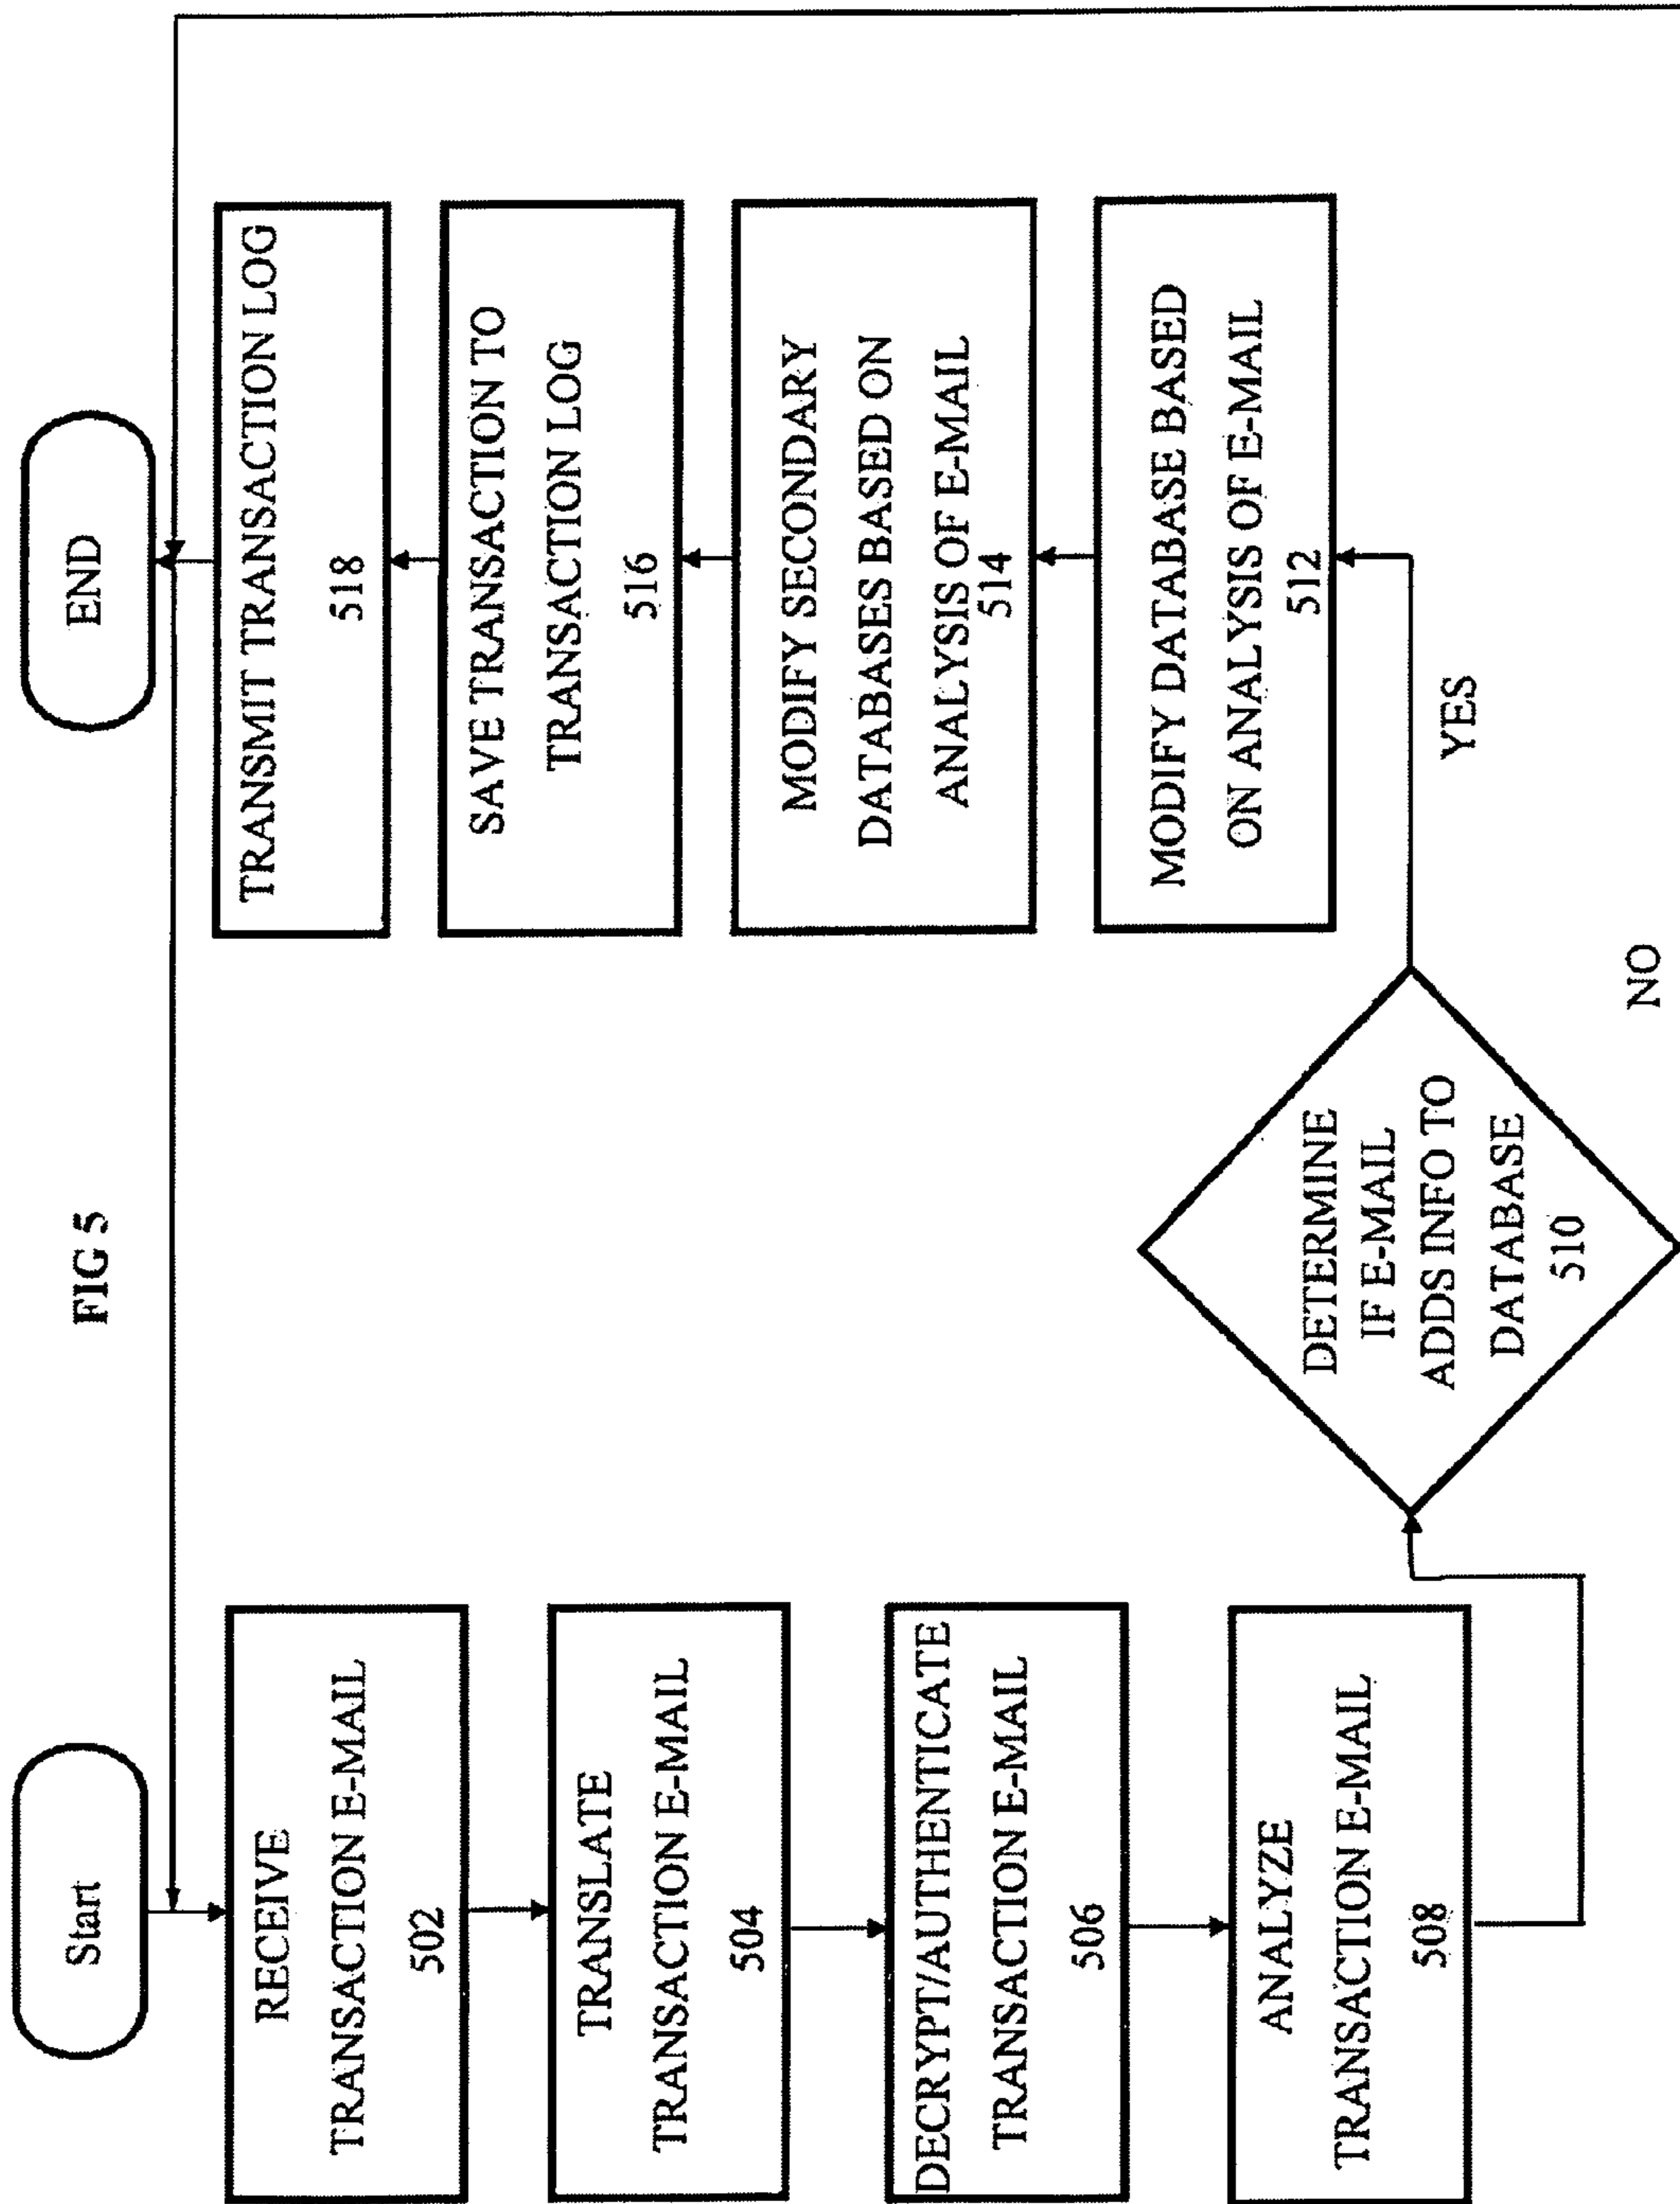 FIG 5
Start
RECEIVE
TRANSACTION E-MAIL
502
TRANSLATE
TRANSACTION E-MAIL
504
DECRYPT/AUTHENTICATE
TRANSACTION E-MAIL
506
ANALYZE
TRANSACTION E-MAIL
508
DETERMINE
IF E-MAIL
ADDS INFO TO
DATABASE
510
YES
NO
MODIFY DATABASE BASED
ON ANALYSIS OF E-MAIL
512
MODIFY SECONDARY
DATABASES BASED ON
ANALYSIS OF E-MAIL
514
SAVE TRANSACTION TO
TRANSACTION LOG
516
TRANSMIT TRANSACTION LOG
518
END